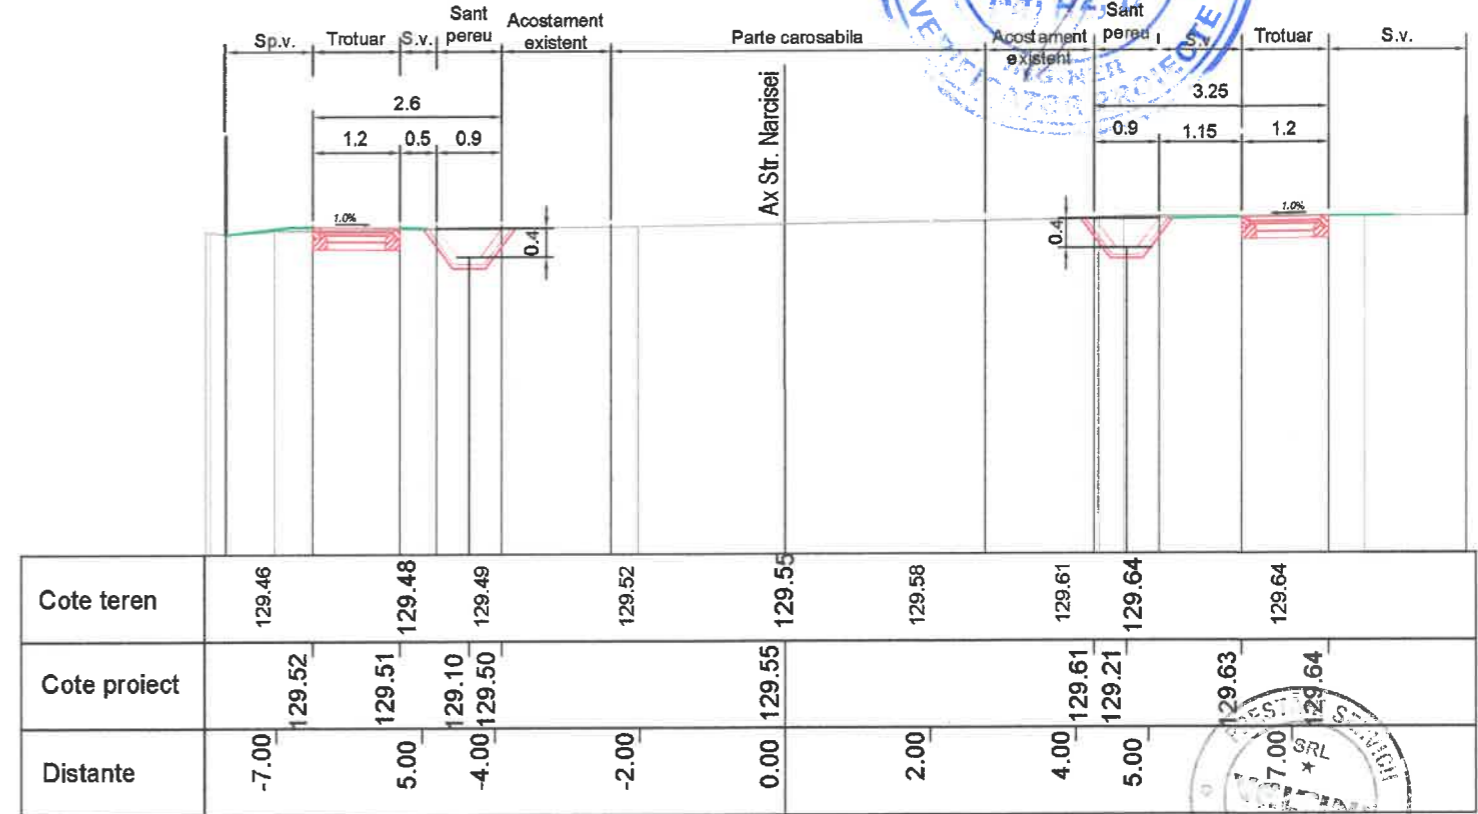 Sp.v. Trotuar S.v. Sant pereu Acostament existent Parte carosabila Acostament existent Sant pereu S.v. Trotuar S.v.
2.6
1.2 0.5 0.9
3.25
0.9 1.15 1.2
Ax Str. Narcisei
1.0%
0.4
0.4
1.0%
VERIFICATOR PROIECTE
Cote teren 129.46 129.48 129.49 129.52 129.55 129.58 129.61 129.64 129.64
Cote proiect 129.52 129.51 129.10 129.50 129.55 129.61 129.21 129.63 129.64
Distante -7.00 5.00 -4.00 -2.00 0.00 2.00 4.00 5.00 7.00
SRL